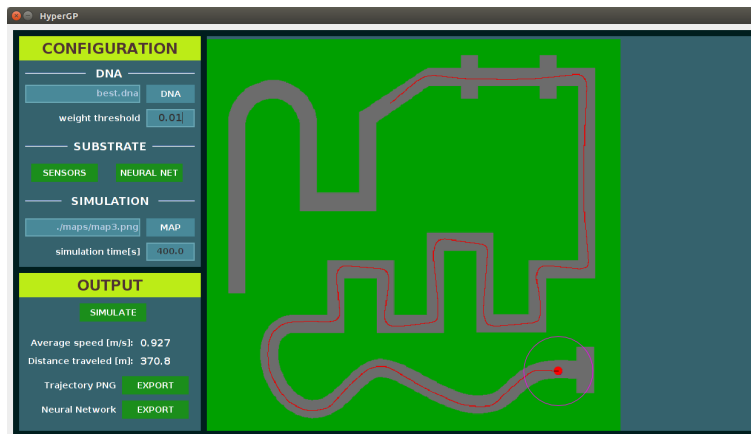 HyperGP
CONFIGURATION
DNA
best.dna DNA
weight threshold 0.01
SUBSTRATE
SENSORS NEURAL NET
SIMULATION
./maps/map3.png MAP
simulation time[s] 400.0
OUTPUT
SIMULATE
Average speed [m/s]: 0.927
Distance traveled [m]: 370.8
Trajectory PNG EXPORT
Neural Network EXPORT